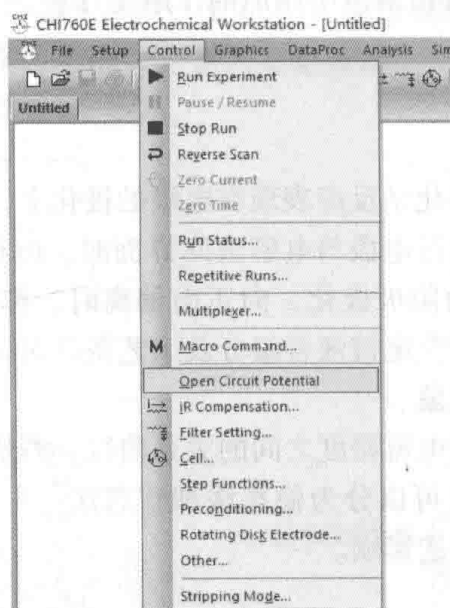 CHI760E Electrochemical Workstation - [Untitled]
File Setup Control Graphics DataProc Analysis Sim
Untitled
Run Experiment
Pause / Resume
Stop Run
Reverse Scan
Zero Current
Zero Time
Run Status...
Repetitive Runs...
Multiplexer...
M Macro Command...
Open Circuit Potential
iR Compensation...
Filter Setting...
Cell...
Step Functions...
Preconditioning...
Rotating Disk Electrode...
Other...
Stripping Mode...